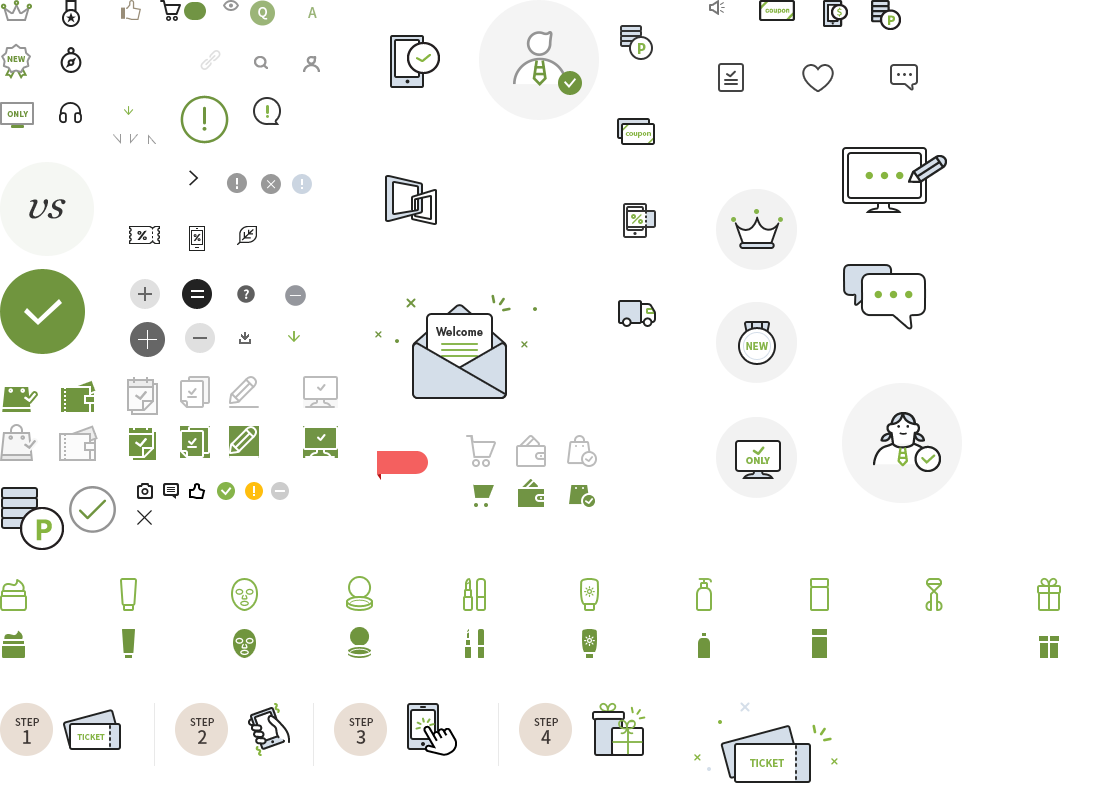 Q
A
coupon
$
P
NEW
P
ONLY
coupon
vs
%
%
%
?
Welcome
NEW
ONLY
P
STEP
1
TICKET
STEP
2
STEP
3
STEP
4
TICKET